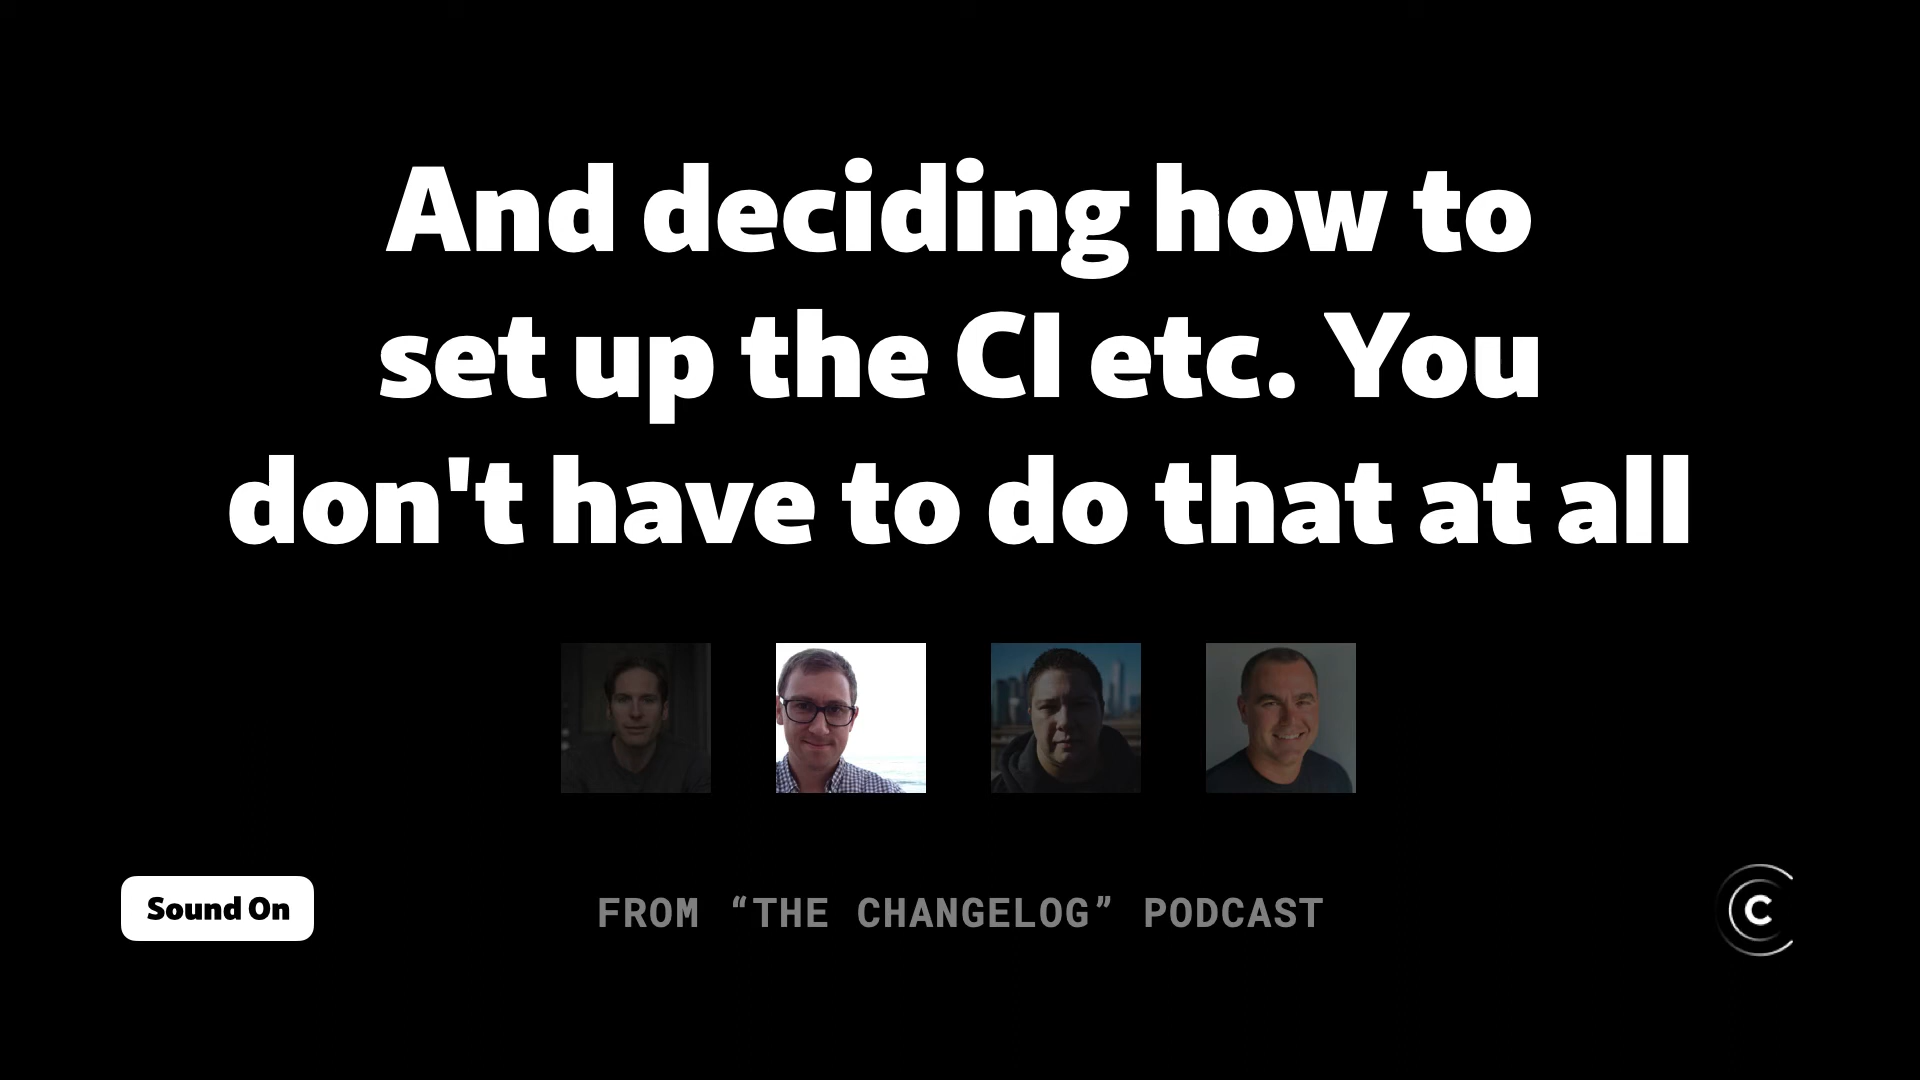 And deciding how to
set up the CI etc. You
don't have to do that at all
Sound On
FROM “THE CHANGELOG” PODCAST
C